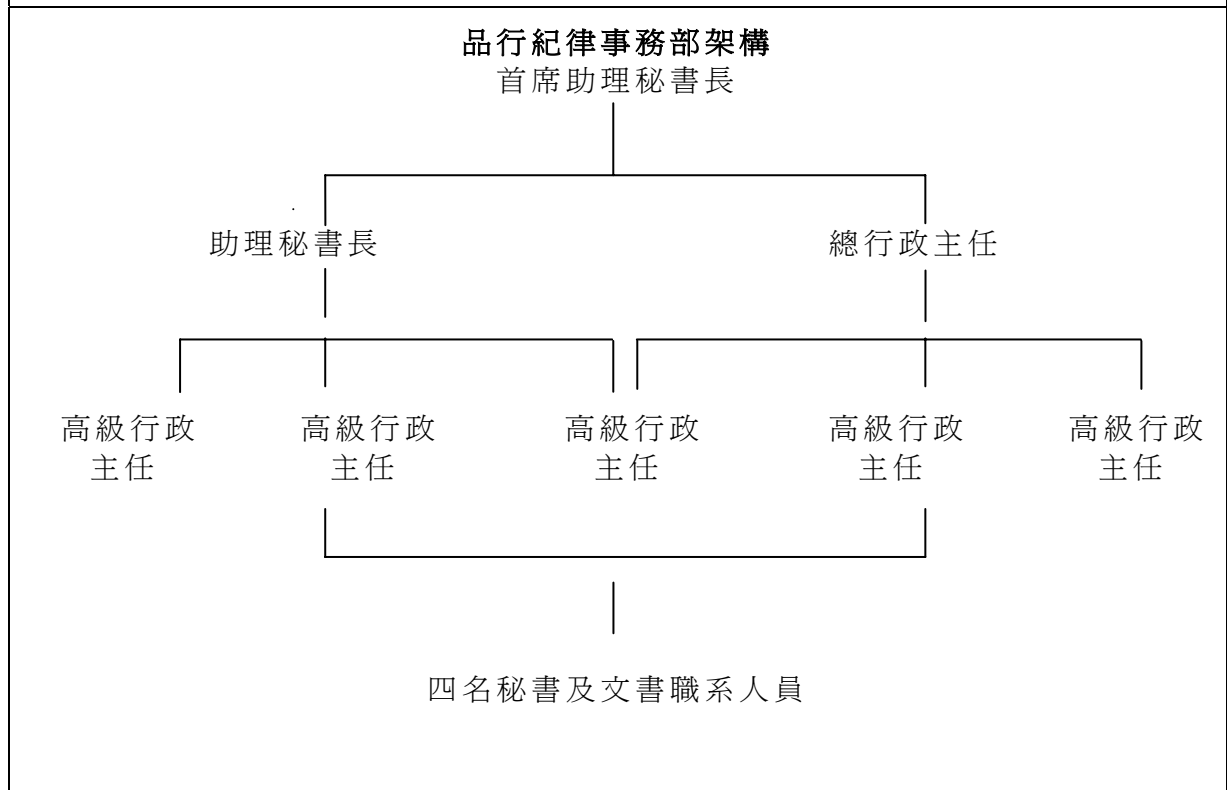 品行紀律事務部架構
首席助理秘書長
助理秘書長
總行政主任
高級行政
主任
高級行政
主任
高級行政
主任
高級行政
主任
高級行政
主任
四名秘書及文書職系人員